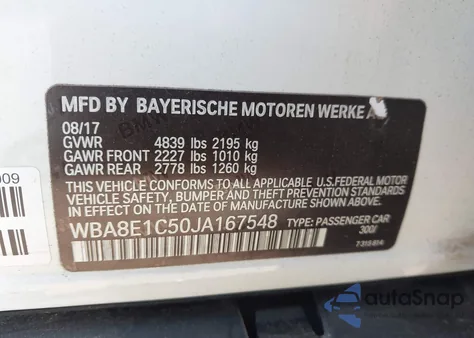 MFD BY BAYERISCHE MOTOREN WERKE
08/17
GVWR 4839 lbs 2195 kg
GAWR FRONT 2227 lbs 1010 kg
GAWR REAR 2778 lbs 1260 kg
THIS VEHICLE CONFORMS TO ALL APPLICABLE U.S.FEDERAL MOTOR
VEHICLE SAFETY, BUMPER AND THEFT PREVENTION STANDARDS
IN EFFECT ON THE DATE OF MANUFACTURE SHOWN ABOVE.
WBA8E1C50JA167548 TYPE: PASSENGER CAR
300/
009
autoSnap